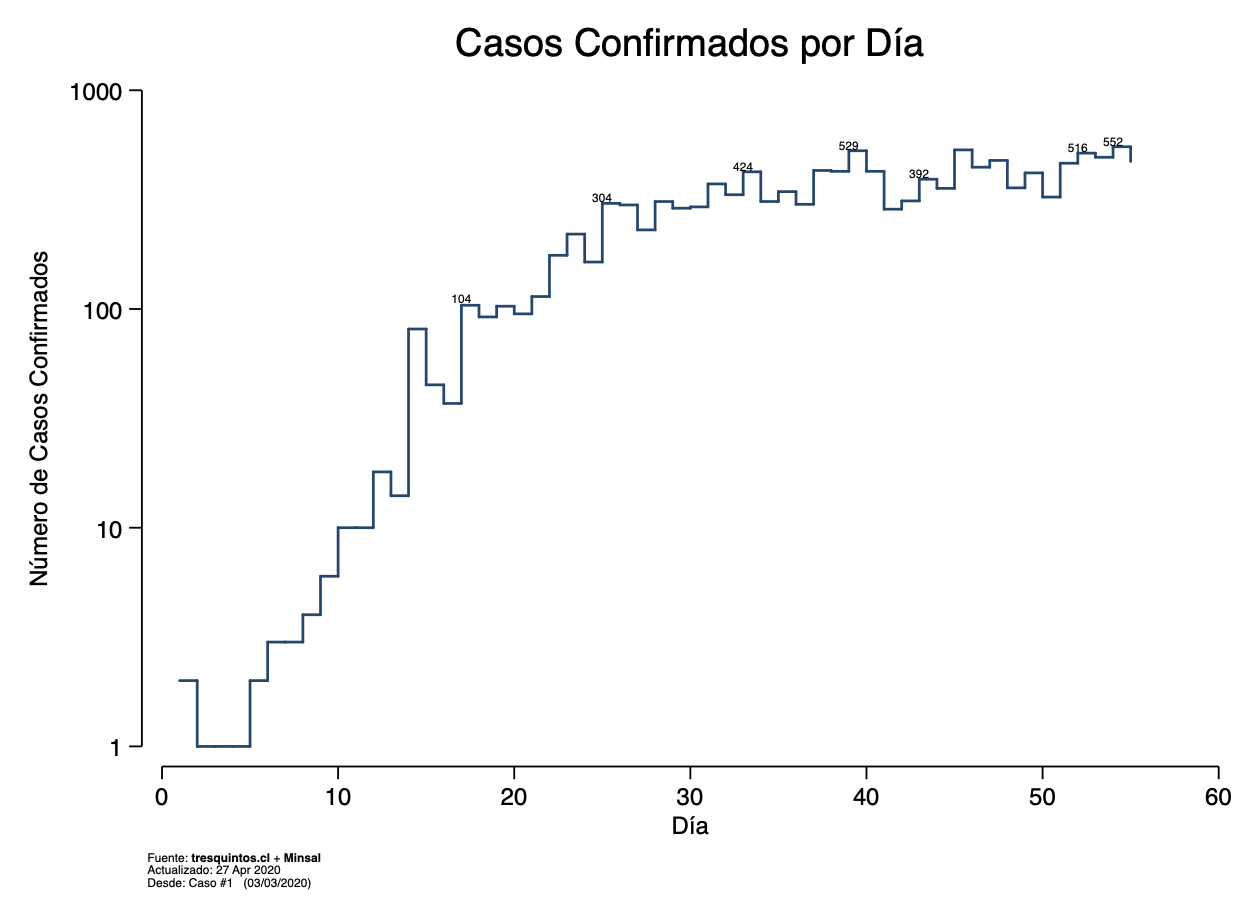 Casos Confirmados por Día
Número de Casos Confirmados
1000
100
10
1
104
304
424
529
392
516
552
0 10 20 30 40 50 60
Día
Fuente: tresquintos.cl + Minsal
Actualizado: 27 Apr 2020
Desde: Caso #1 (03/03/2020)